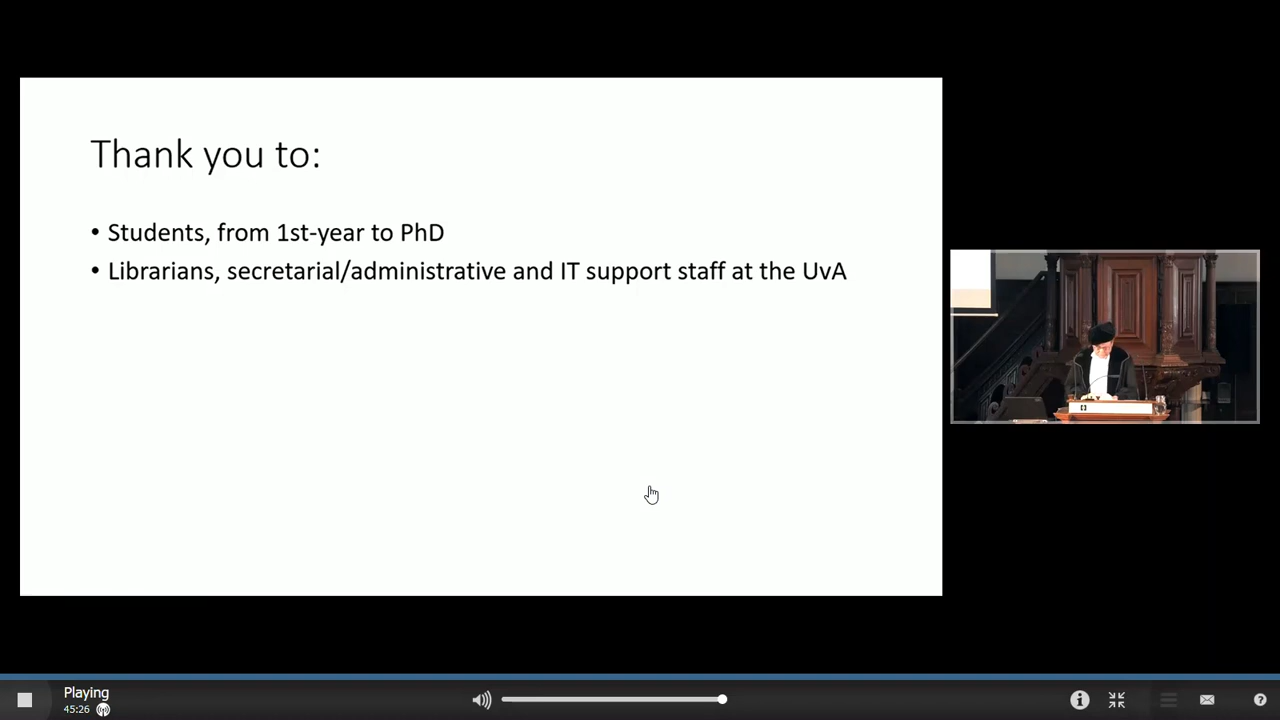 Thank you to:
• Students, from 1st-year to PhD
• Librarians, secretarial/administrative and IT support staff at the UvA
Playing
45:26